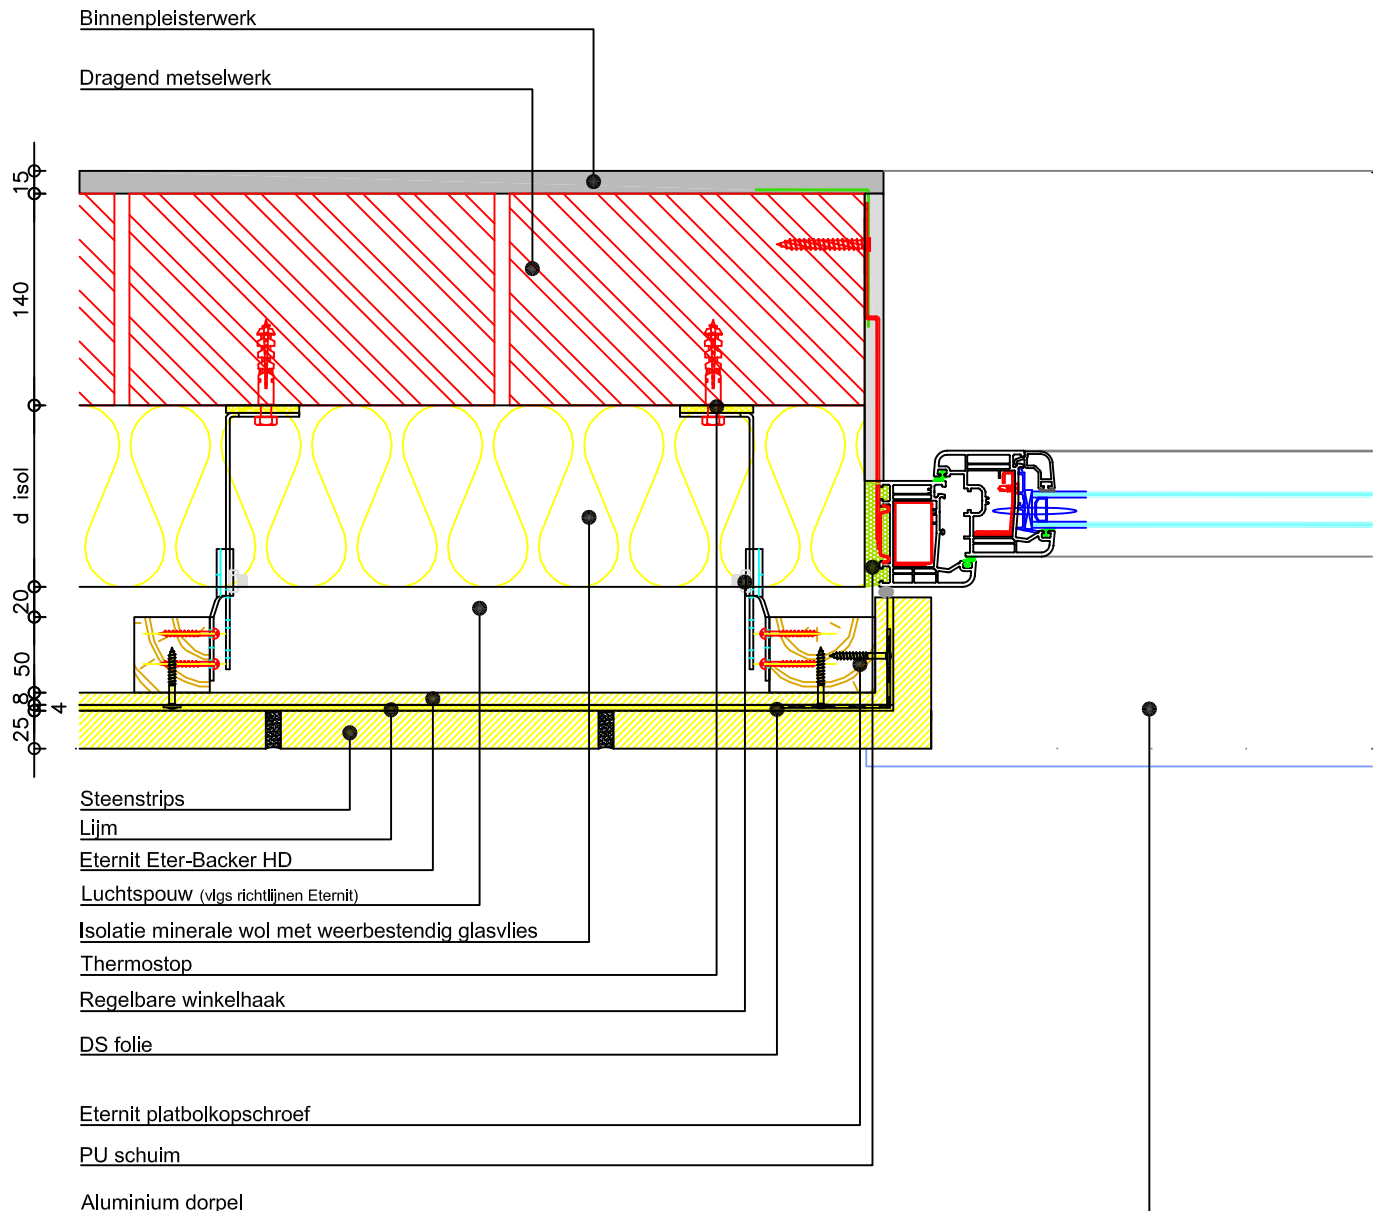 Binnenpleisterwerk
Dragend metselwerk
15
140
d isol
20
50
8
4
25
Steenstrips
Lijm
Eternit Eter-Backer HD
Luchtspouw (vlgs richtlijnen Eternit)
Isolatie minerale wol met weerbestendig glasvlies
Thermostop
Regelbare winkelhaak
DS folie
Eternit platbolkopschroef
PU schuim
Aluminium dorpel